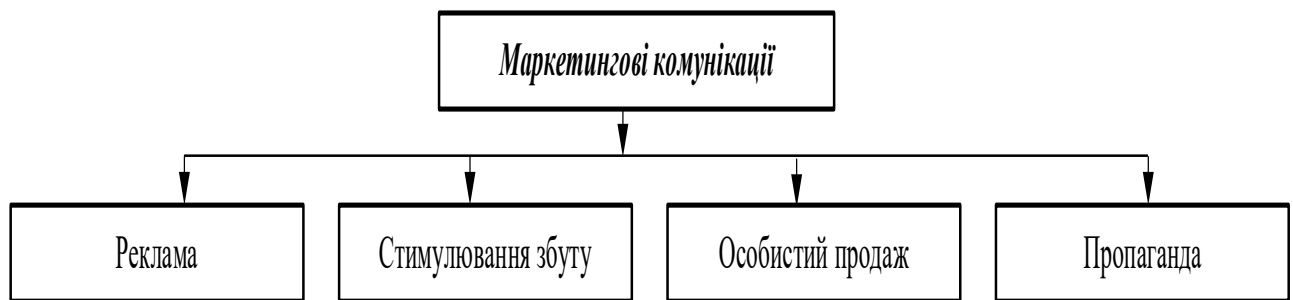 Маркетингові комунікації
Реклама
Стимулювання збуту
Особистий продаж
Пропаганда